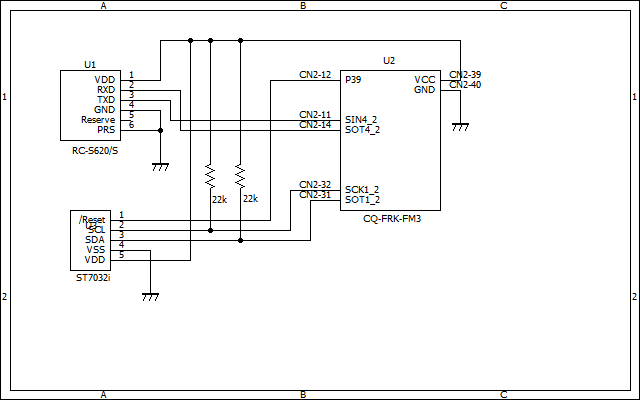 A B C
U1
VDD 1
RXD 2
TXD 3
GND 4
Reserve 5
PRS 6
RC-S620/S
U2
CN2-12 P39
CN2-11 SIN4_2
CN2-14 SOT4_2
CN2-32 SCK1_2
CN2-31 SOT1_2
VCC CN2-39
GND CN2-40
CQ-FRK-FM3
1 1
22k 22k
/Reset 1
SCL 2
SDA 3
VSS 4
VDD 5
ST7032i
2 2
A B C